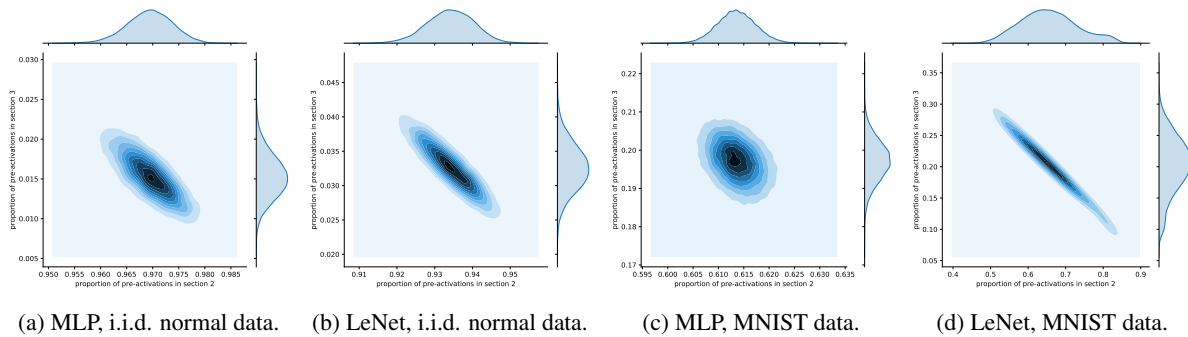 0.030
0.025
0.020
0.015
0.010
0.005
proportion of pre-activations in section 3
0.950 0.955 0.960 0.965 0.970 0.975 0.980 0.985
proportion of pre-activations in section 2
(a) MLP, i.i.d. normal data.
0.045
0.040
0.035
0.030
0.025
0.020
proportion of pre-activations in section 3
0.91 0.92 0.93 0.94 0.95
proportion of pre-activations in section 2
(b) LeNet, i.i.d. normal data.
0.22
0.21
0.20
0.19
0.18
0.17
proportion of pre-activations in section 3
0.595 0.600 0.605 0.610 0.615 0.620 0.625 0.630 0.635
proportion of pre-activations in section 2
(c) MLP, MNIST data.
0.35
0.30
0.25
0.20
0.15
0.10
0.05
proportion of pre-activations in section 3
0.4 0.5 0.6 0.7 0.8 0.9
proportion of pre-activations in section 2
(d) LeNet, MNIST data.